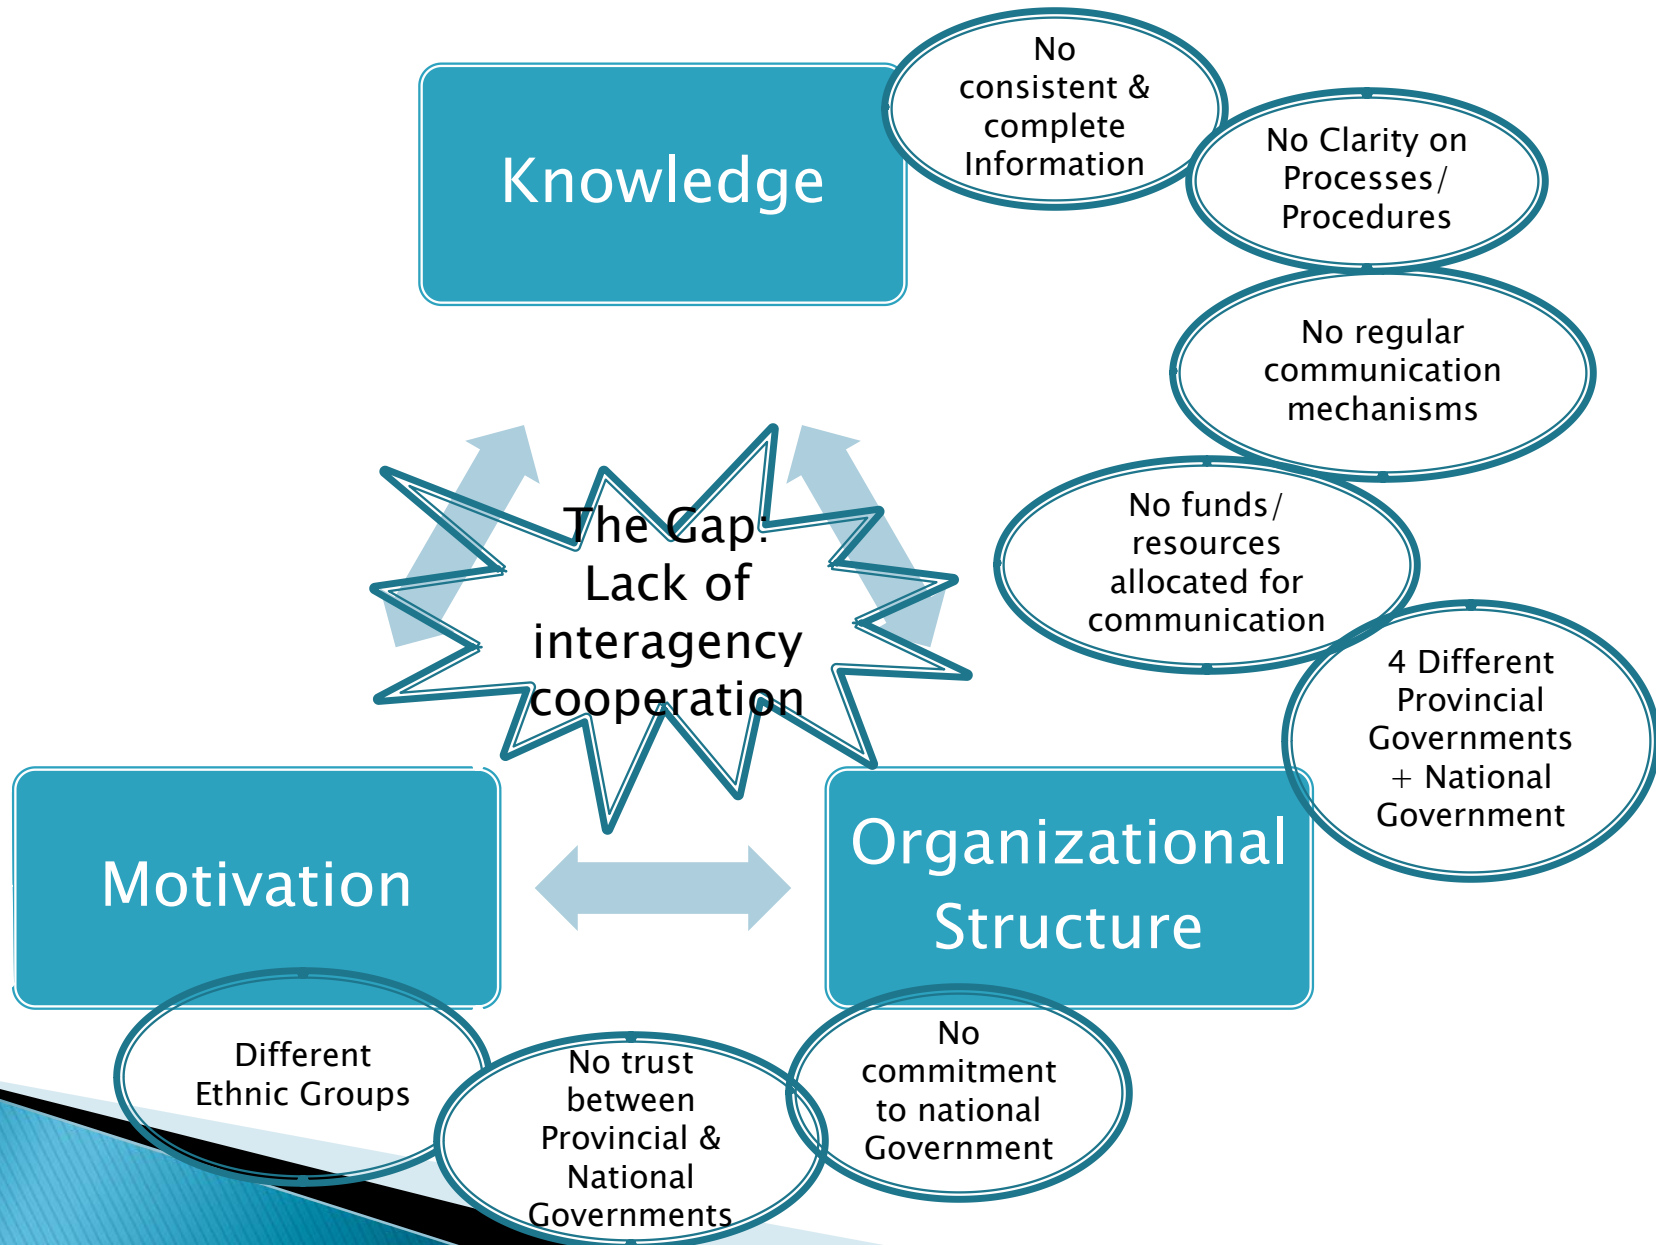 Knowledge
No
consistent &
complete
Information
No Clarity on
Processes/
Procedures
No regular
communication
mechanisms
No funds/
resources
allocated for
communication
4 Different
Provincial
Governments
+ National
Government
The Gap:
Lack of
interagency
cooperation
Motivation
Organizational
Structure
Different
Ethnic Groups
No trust
between
Provincial &
National
Governments
No
commitment
to national
Government